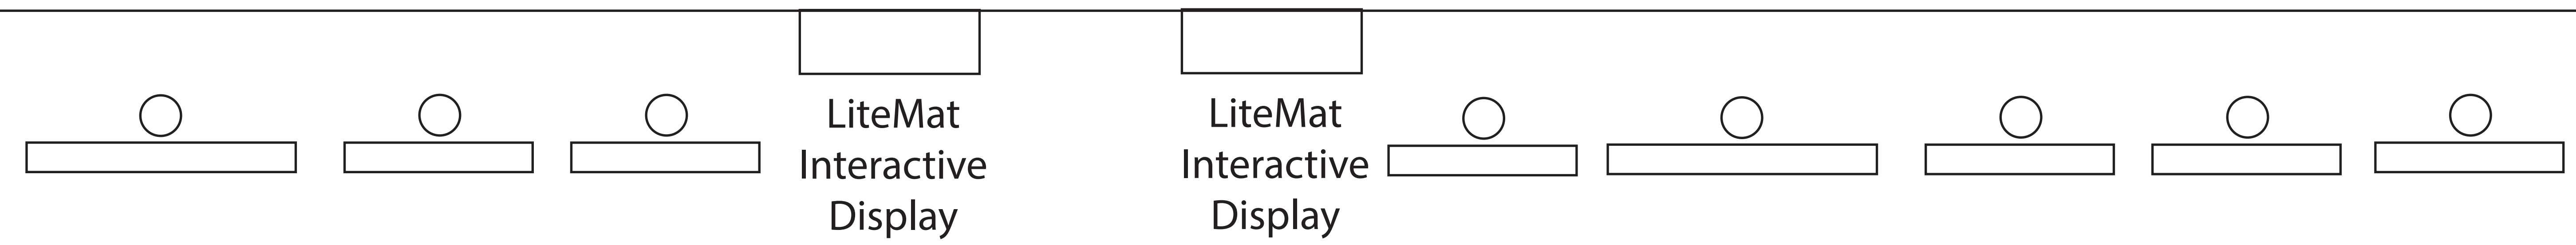 LiteMat
Interactive
Display
LiteMat
Interactive
Display